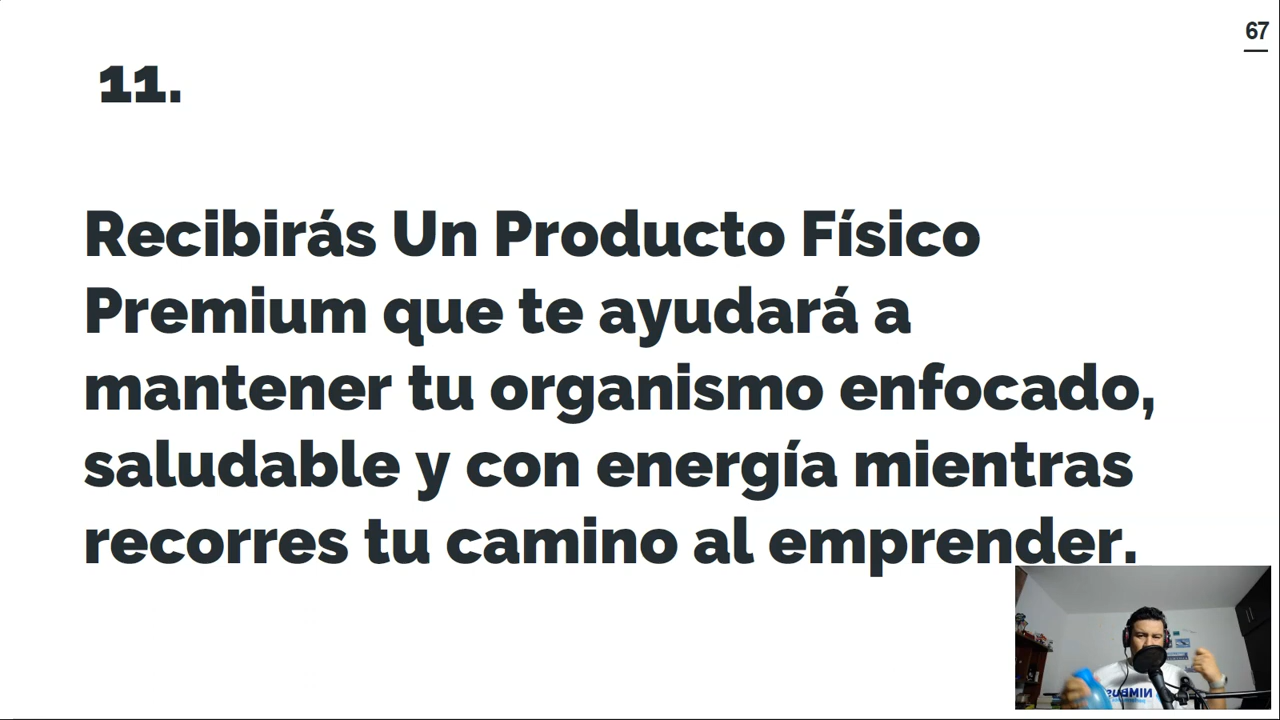 67
11.
Recibirás Un Producto Físico
Premium que te ayudará a
mantener tu organismo enfocado,
saludable y con energía mientras
recorres tu camino al emprender.